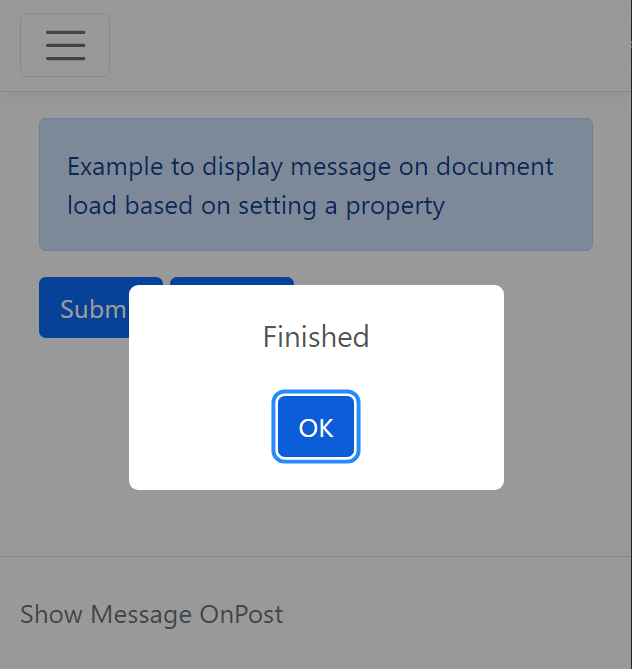 Example to display message on document
load based on setting a property
Finished
OK
Show Message OnPost